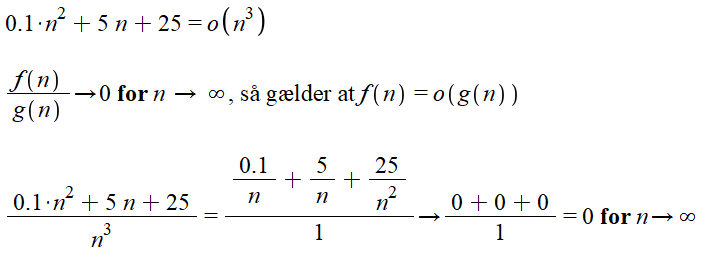 0.1·n² + 5 n + 25 = o(n³)
f(n)/g(n) → 0 for n → ∞, så gælder at f(n) = o(g(n))
(0.1·n² + 5 n + 25)/n³ = (0.1/n + 5/n + 25/n²)/1 → (0 + 0 + 0)/1 = 0 for n → ∞